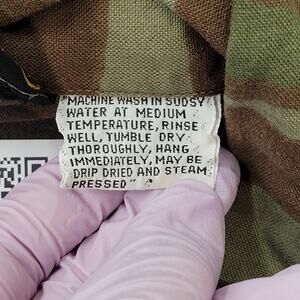 "MACHINE WASH IN SUDSY
WATER AT MEDIUM
TEMPERATURE, RINSE
WELL, TUMBLE DRY
THOROUGHLY, HANG
IMMEDIATELY, MAY BE
DRIP DRIED AND STEAM
PRESSED"